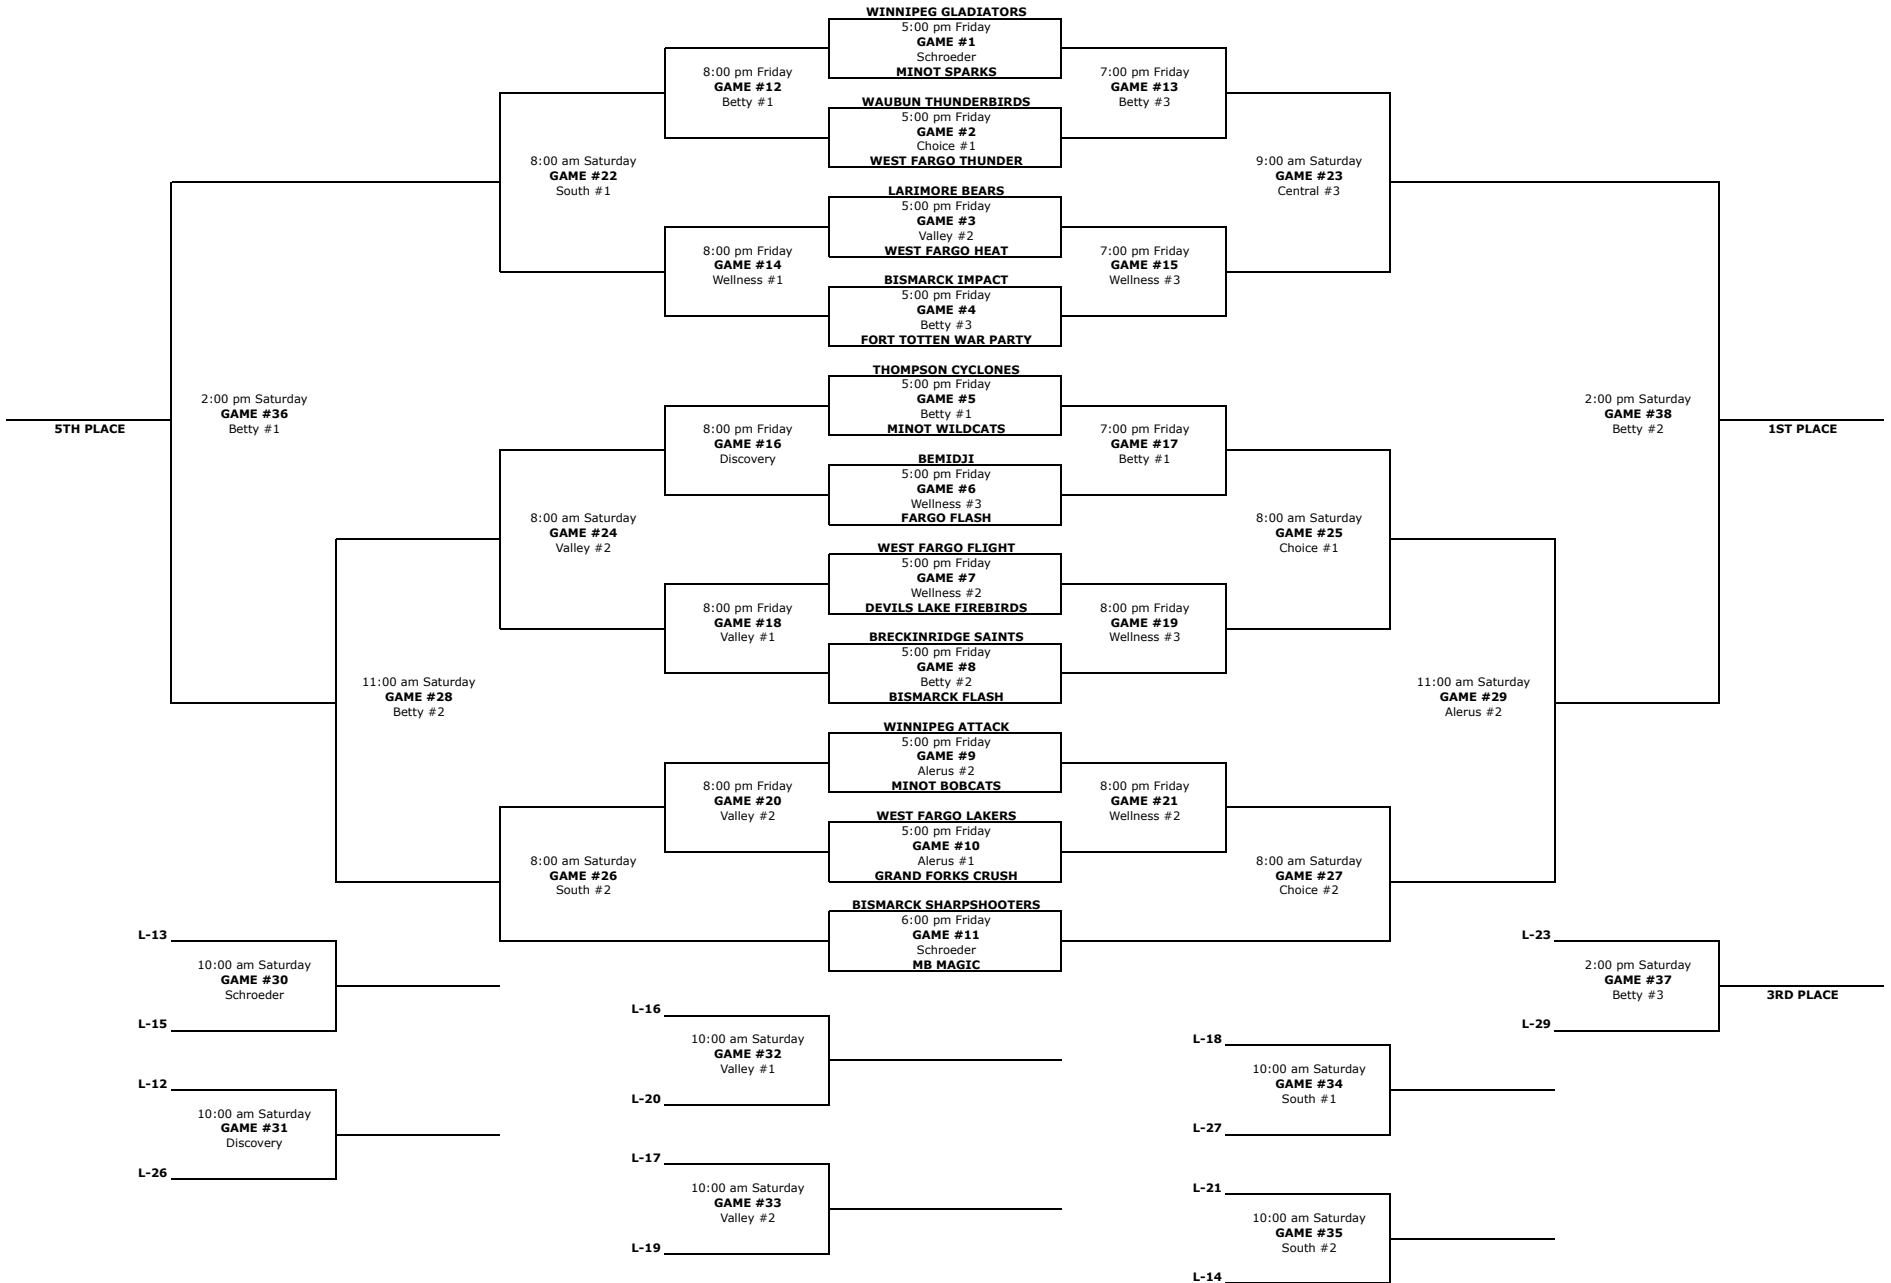 WINNIPEG GLADIATORS
5:00 pm Friday
GAME #1
Schroeder
MINOT SPARKS
8:00 pm Friday
GAME #12
Betty #1
7:00 pm Friday
GAME #13
Betty #3
WAUBUN THUNDERBIRDS
5:00 pm Friday
GAME #2
Choice #1
WEST FARGO THUNDER
8:00 am Saturday
GAME #22
South #1
9:00 am Saturday
GAME #23
Central #3
LARIMORE BEARS
5:00 pm Friday
GAME #3
Valley #2
WEST FARGO HEAT
8:00 pm Friday
GAME #14
Wellness #1
7:00 pm Friday
GAME #15
Wellness #3
BISMARCK IMPACT
5:00 pm Friday
GAME #4
Betty #3
FORT TOTTEN WAR PARTY
THOMPSON CYCLONES
5:00 pm Friday
GAME #5
Betty #1
MINOT WILDCATS
2:00 pm Saturday
GAME #36
Betty #1
5TH PLACE
2:00 pm Saturday
GAME #38
Betty #2
1ST PLACE
8:00 pm Friday
GAME #16
Discovery
7:00 pm Friday
GAME #17
Betty #1
BEMIDJI
5:00 pm Friday
GAME #6
Wellness #3
FARGO FLASH
8:00 am Saturday
GAME #24
Valley #2
8:00 am Saturday
GAME #25
Choice #1
WEST FARGO FLIGHT
5:00 pm Friday
GAME #7
Wellness #2
DEVILS LAKE FIREBIRDS
8:00 pm Friday
GAME #18
Valley #1
8:00 pm Friday
GAME #19
Wellness #3
BRECKINRIDGE SAINTS
5:00 pm Friday
GAME #8
Betty #2
BISMARCK FLASH
11:00 am Saturday
GAME #28
Betty #2
11:00 am Saturday
GAME #29
Alerus #2
WINNIPEG ATTACK
5:00 pm Friday
GAME #9
Alerus #2
MINOT BOBCATS
8:00 pm Friday
GAME #20
Valley #2
8:00 pm Friday
GAME #21
Wellness #2
WEST FARGO LAKERS
5:00 pm Friday
GAME #10
Alerus #1
GRAND FORKS CRUSH
8:00 am Saturday
GAME #26
South #2
8:00 am Saturday
GAME #27
Choice #2
BISMARCK SHARPSHOOTERS
6:00 pm Friday
GAME #11
Schroeder
MB MAGIC
L-13
10:00 am Saturday
GAME #30
Schroeder
L-15
L-23
2:00 pm Saturday
GAME #37
Betty #3
3RD PLACE
L-29
L-16
10:00 am Saturday
GAME #32
Valley #1
L-20
L-18
10:00 am Saturday
GAME #34
South #1
L-27
L-12
10:00 am Saturday
GAME #31
Discovery
L-26
L-17
10:00 am Saturday
GAME #33
Valley #2
L-19
L-21
10:00 am Saturday
GAME #35
South #2
L-14